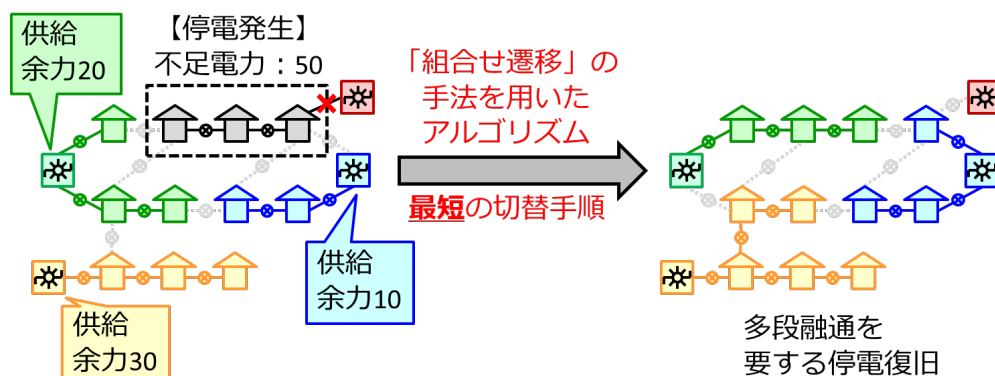 供給
余力20
【停電発生】
不足電力：50
「組合せ遷移」の
手法を用いた
アルゴリズム
最短の切替手順
供給
余力10
供給
余力30
多段融通を
要する停電復旧